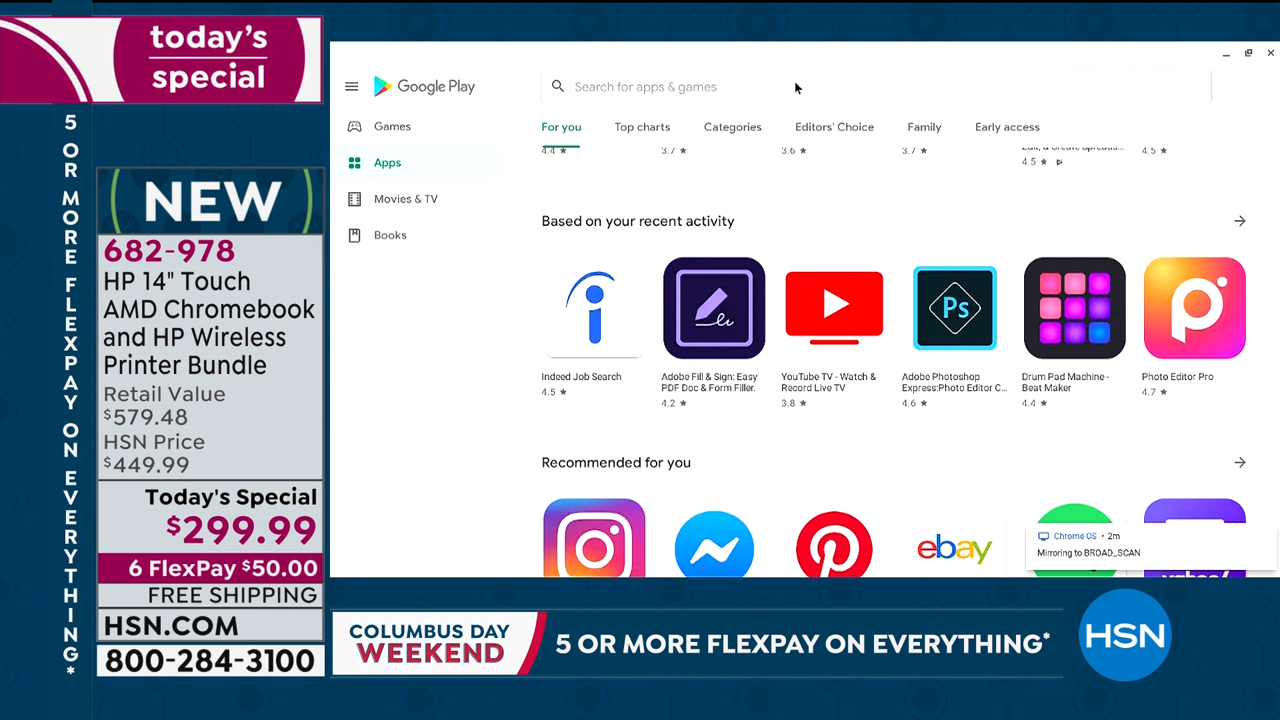 today's
special
5 OR MORE FLEXPAY ON EVERYTHING*
NEW
682-978
HP 14" Touch
AMD Chromebook
and HP Wireless
Printer Bundle
Retail Value
$579.48
HSN Price
$449.99
Today's Special
$299.99
6 FlexPay $50.00
FREE SHIPPING
HSN.COM
800-284-3100
Google Play
Search for apps & games
Games
Apps
Movies & TV
Books
For you
Top charts
Categories
Editors' Choice
Family
Early access
4.4 ★
3.7 ★
3.6 ★
3.7 ★
Edit, & Create Spreads...
4.5 ★
4.5 ★
Based on your recent activity
Ps
Indeed Job Search
4.5 ★
Adobe Fill & Sign: Easy
PDF Doc & Form Filler.
4.2 ★
YouTube TV - Watch &
Record Live TV
3.8 ★
Adobe Photoshop
Express:Photo Editor C...
4.6 ★
Drum Pad Machine -
Beat Maker
4.4 ★
Photo Editor Pro
4.7 ★
Recommended for you
ebay
Chrome OS • 2m
Mirroring to BROAD_SCAN
yahoo!
COLUMBUS DAY
WEEKEND
5 OR MORE FLEXPAY ON EVERYTHING*
HSN